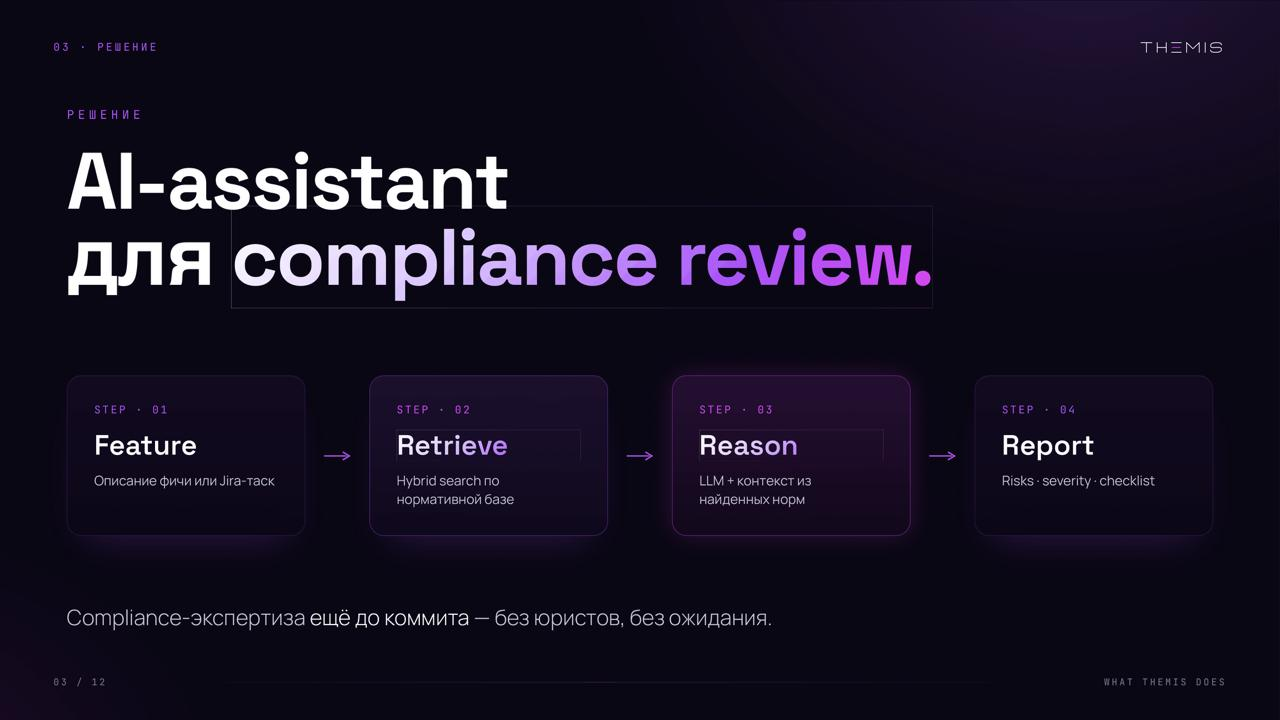 03 · РЕШЕНИЕ
THEMIS
РЕШЕНИЕ
AI-assistant
для compliance review.
STEP · 01
Feature
Описание фичи или Jira-таск
STEP · 02
Retrieve
Hybrid search по
нормативной базе
STEP · 03
Reason
LLM + контекст из
найденных норм
STEP · 04
Report
Risks · severity · checklist
Compliance-экспертиза ещё до коммита — без юристов, без ожидания.
03 / 12
WHAT THEMIS DOES